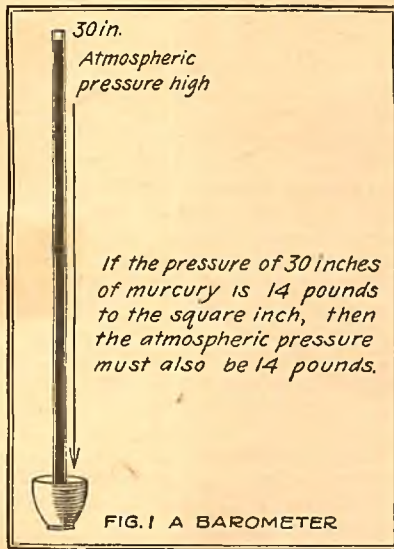 30 in.
Atmospheric
pressure high
If the pressure of 30 inches
of murcury is 14 pounds
to the square inch, then
the atmospheric pressure
must also be 14 pounds.
FIG. 1 A BAROMETER